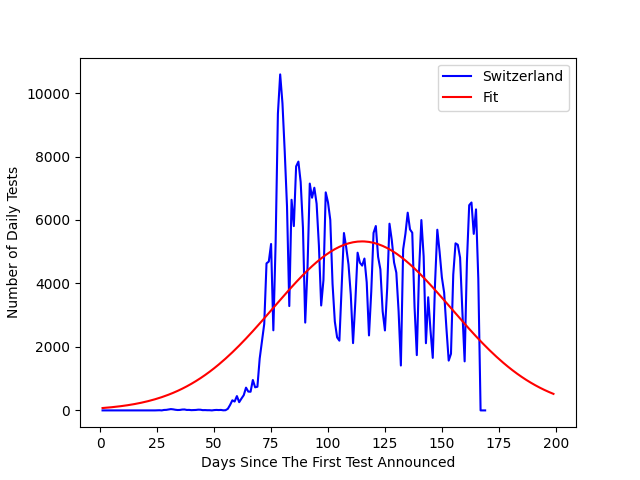 Switzerland
Fit
Number of Daily Tests
10000
8000
6000
4000
2000
0
0 25 50 75 100 125 150 175 200
Days Since The First Test Announced